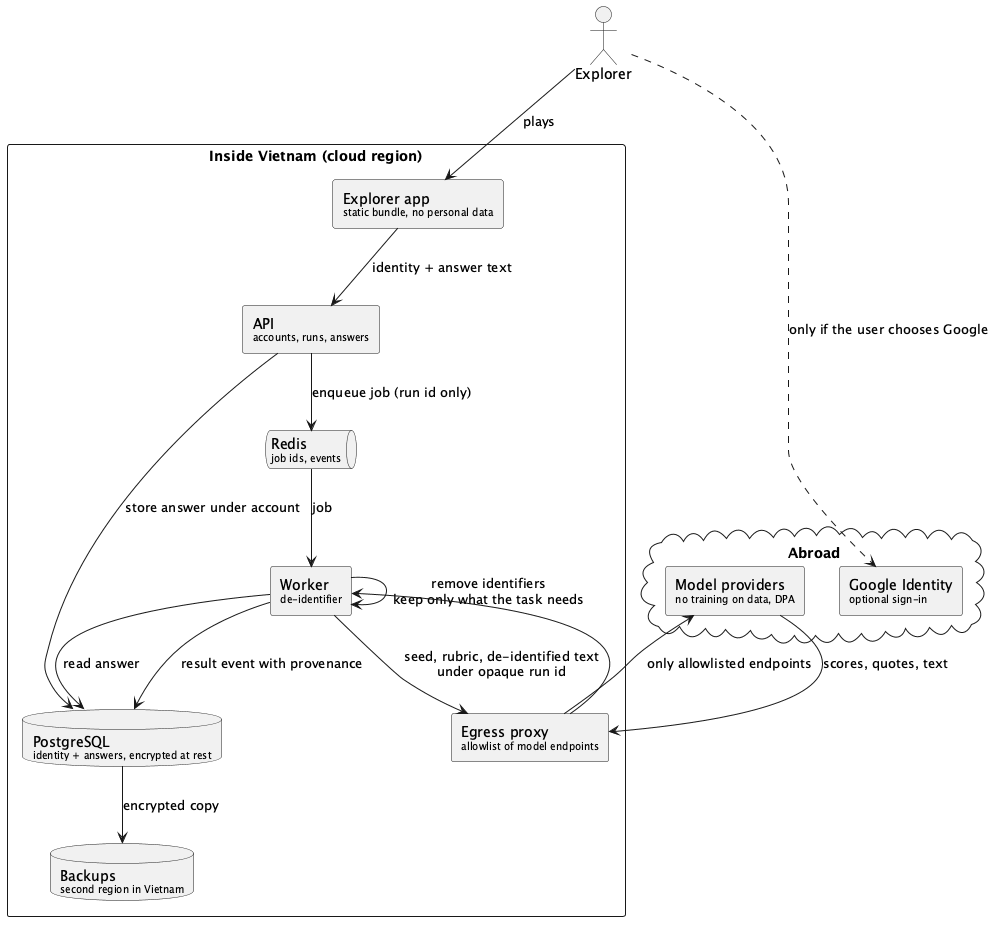 Explorer
plays
Inside Vietnam (cloud region)
Explorer app
static bundle, no personal data
identity + answer text
API
accounts, runs, answers
only if the user chooses Google
enqueue job (run id only)
Redis
job ids, events
store answer under account
job
Abroad
Worker
de-identifier
remove identifiers
keep only what the task needs
Model providers
no training on data, DPA
Google Identity
optional sign-in
read answer
result event with provenance
seed, rubric, de-identified text
under opaque run id
only allowlisted endpoints
scores, quotes, text
PostgreSQL
identity + answers, encrypted at rest
Egress proxy
allowlist of model endpoints
encrypted copy
Backups
second region in Vietnam